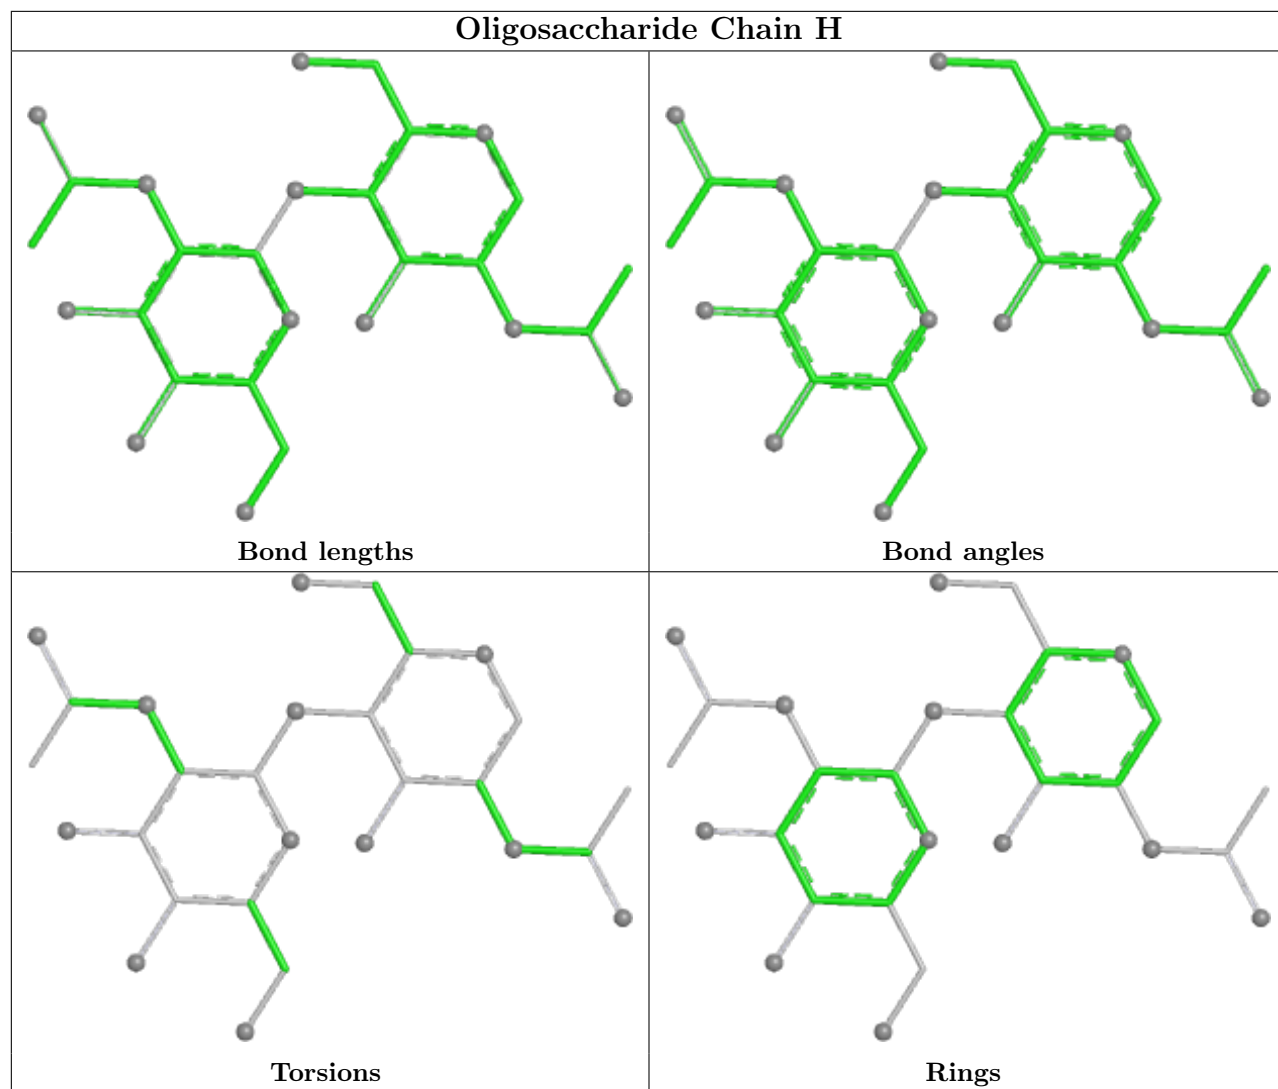 Oligosaccharide Chain H
Bond lengths
Bond angles
Torsions
Rings